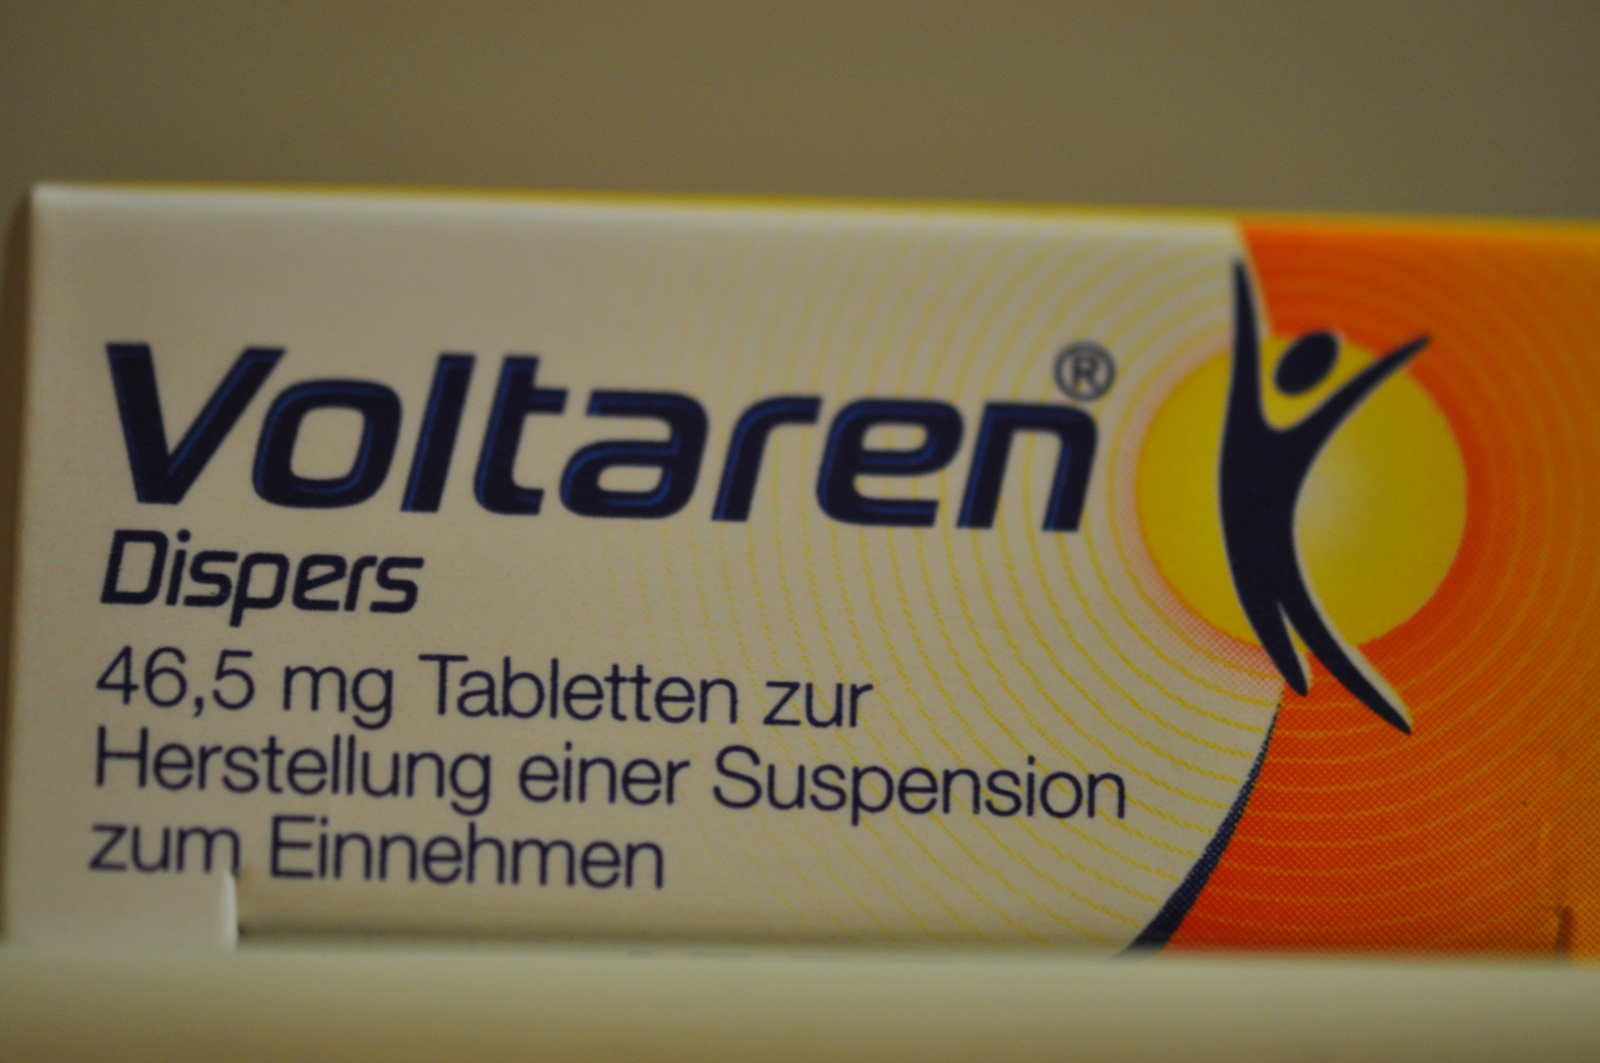 Voltaren®
Dispers
46,5 mg Tabletten zur
Herstellung einer Suspension
zum Einnehmen